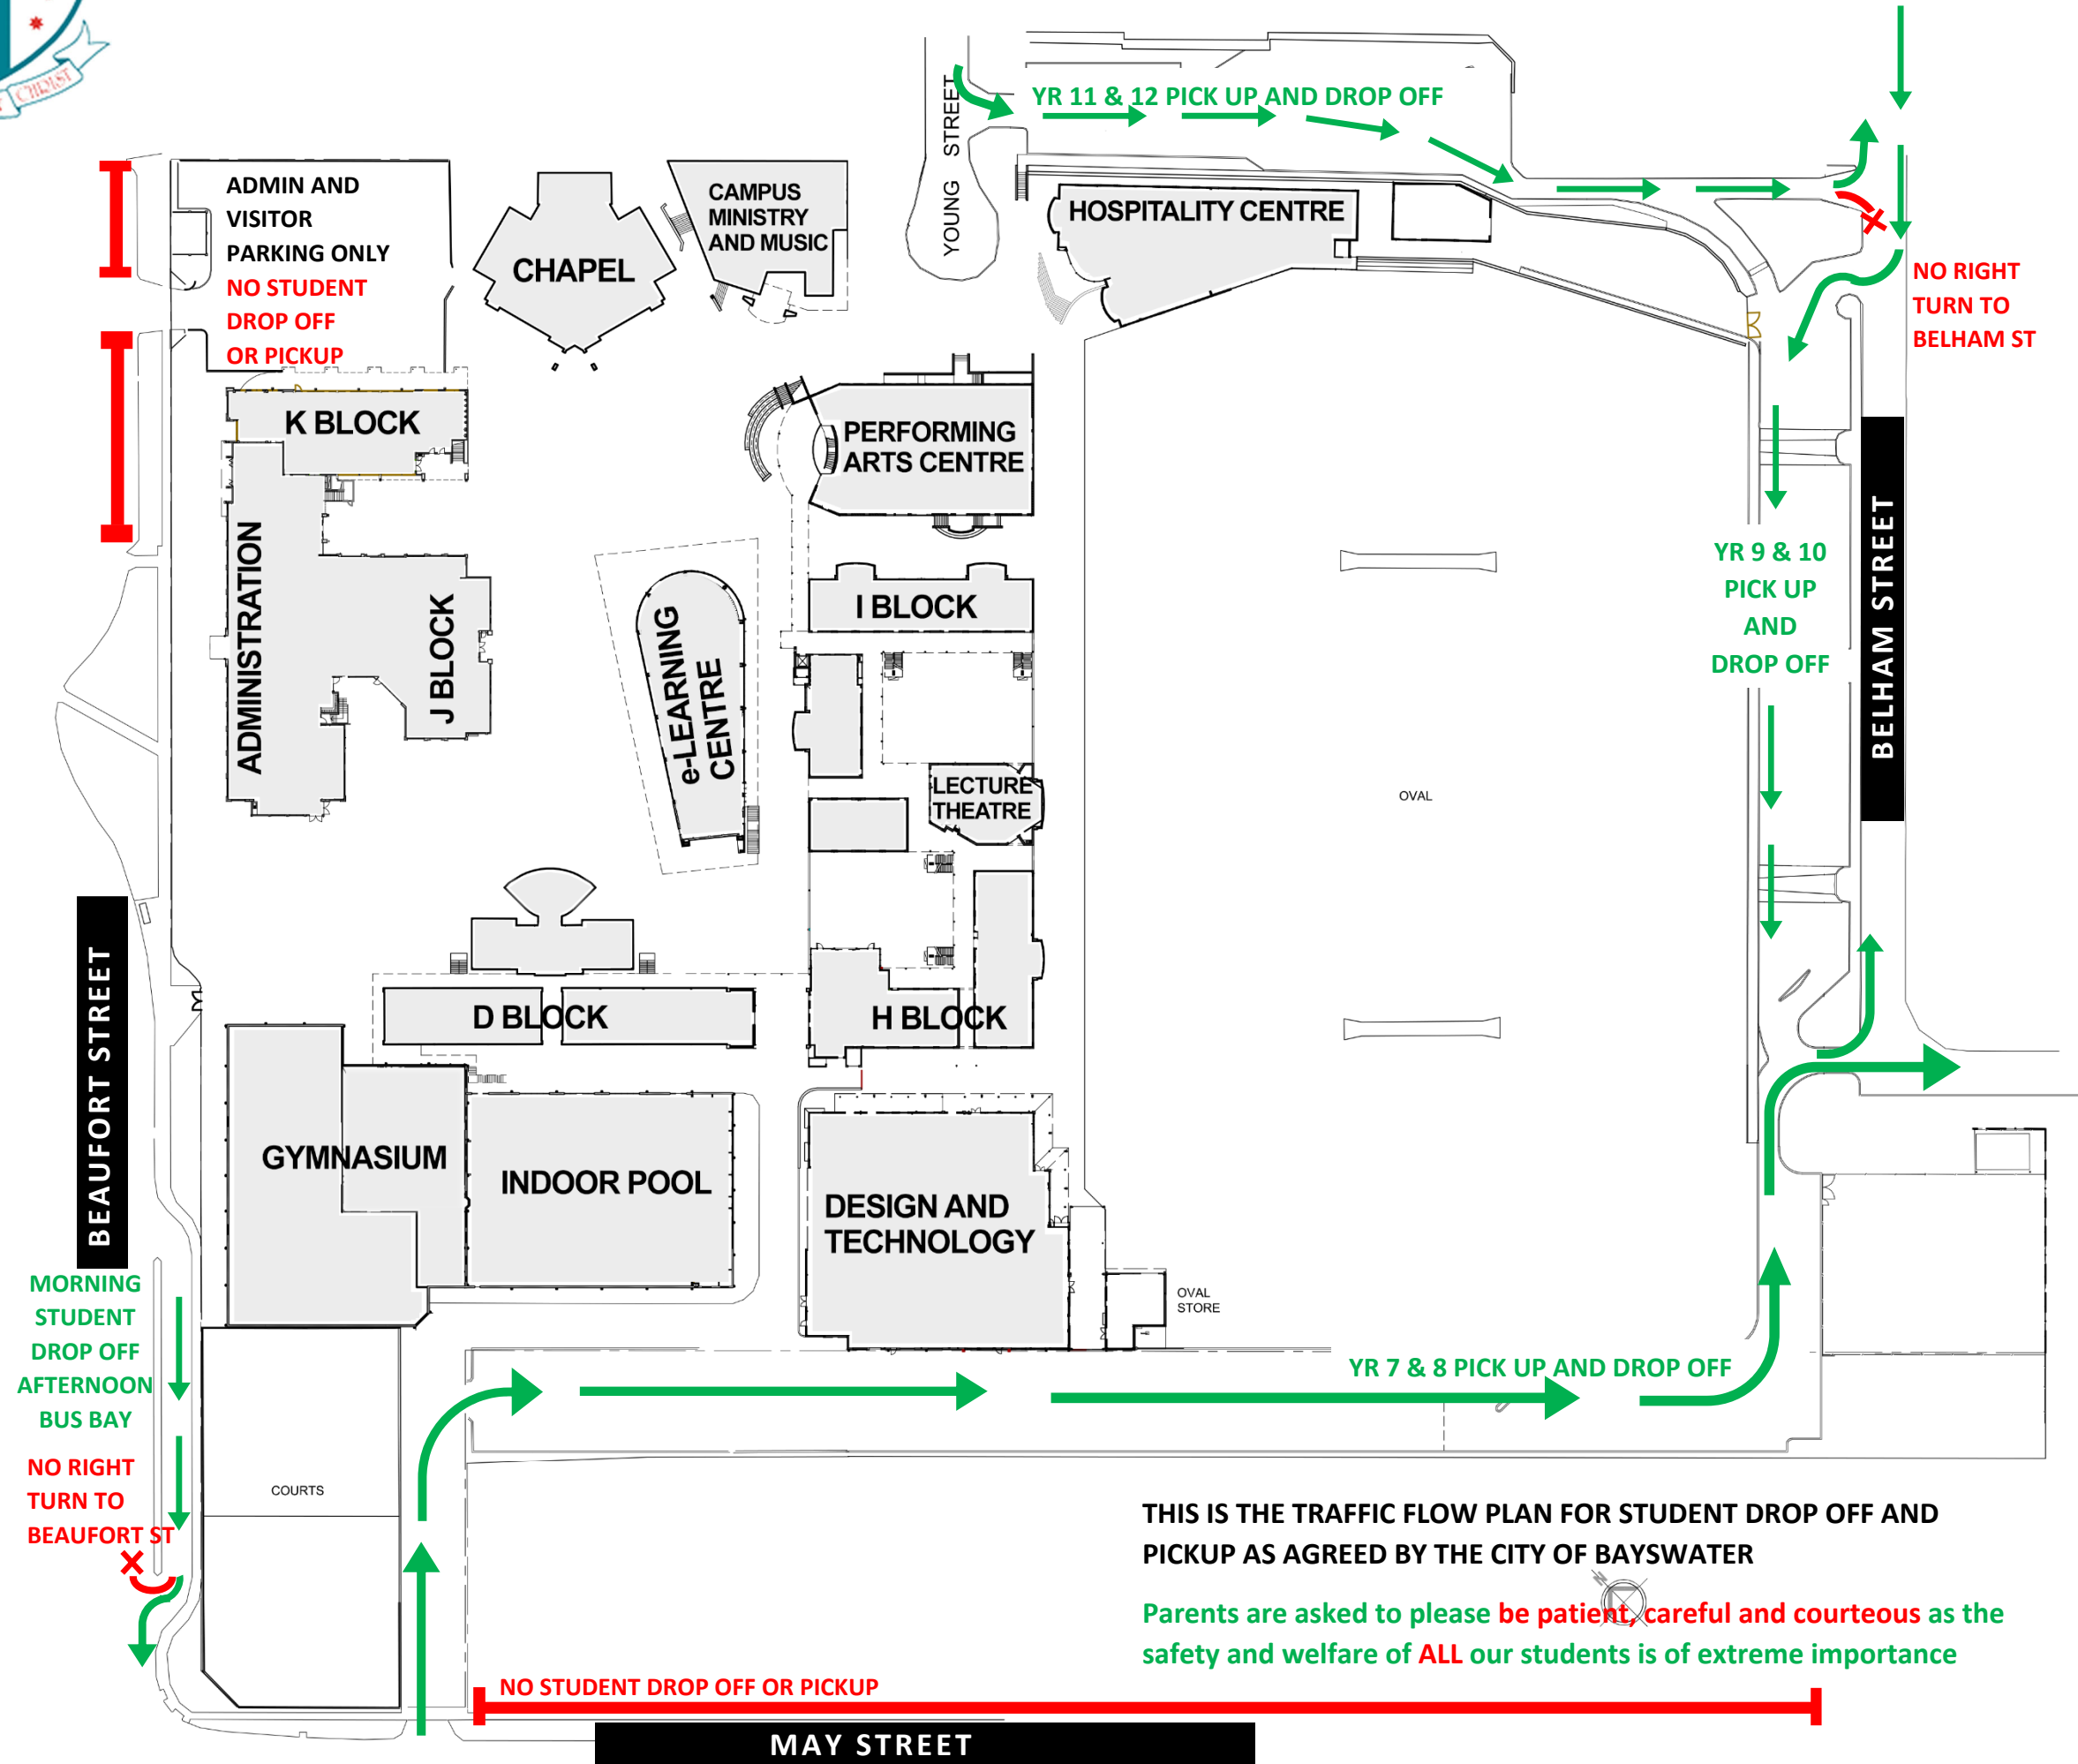 CHRIST
YOUNG STREET
YR 11 & 12 PICK UP AND DROP OFF
ADMIN AND
VISITOR
PARKING ONLY
NO STUDENT
DROP OFF
OR PICKUP
CHAPEL
CAMPUS
MINISTRY
AND MUSIC
HOSPITALITY CENTRE
NO RIGHT
TURN TO
BELHAM ST
K BLOCK
PERFORMING
ARTS CENTRE
ADMINISTRATION
J BLOCK
e-LEARNING
CENTRE
I BLOCK
LECTURE
THEATRE
OVAL
YR 9 & 10
PICK UP
AND
DROP OFF
BELHAM STREET
BEAUFORT STREET
D BLOCK
H BLOCK
GYMNASIUM
INDOOR POOL
DESIGN AND
TECHNOLOGY
OVAL
STORE
MORNING
STUDENT
DROP OFF
AFTERNOON
BUS BAY
NO RIGHT
TURN TO
BEAUFORT ST
COURTS
YR 7 & 8 PICK UP AND DROP OFF
THIS IS THE TRAFFIC FLOW PLAN FOR STUDENT DROP OFF AND
PICKUP AS AGREED BY THE CITY OF BAYSWATER
N
Parents are asked to please be patient, careful and courteous as the
safety and welfare of ALL our students is of extreme importance
NO STUDENT DROP OFF OR PICKUP
MAY STREET